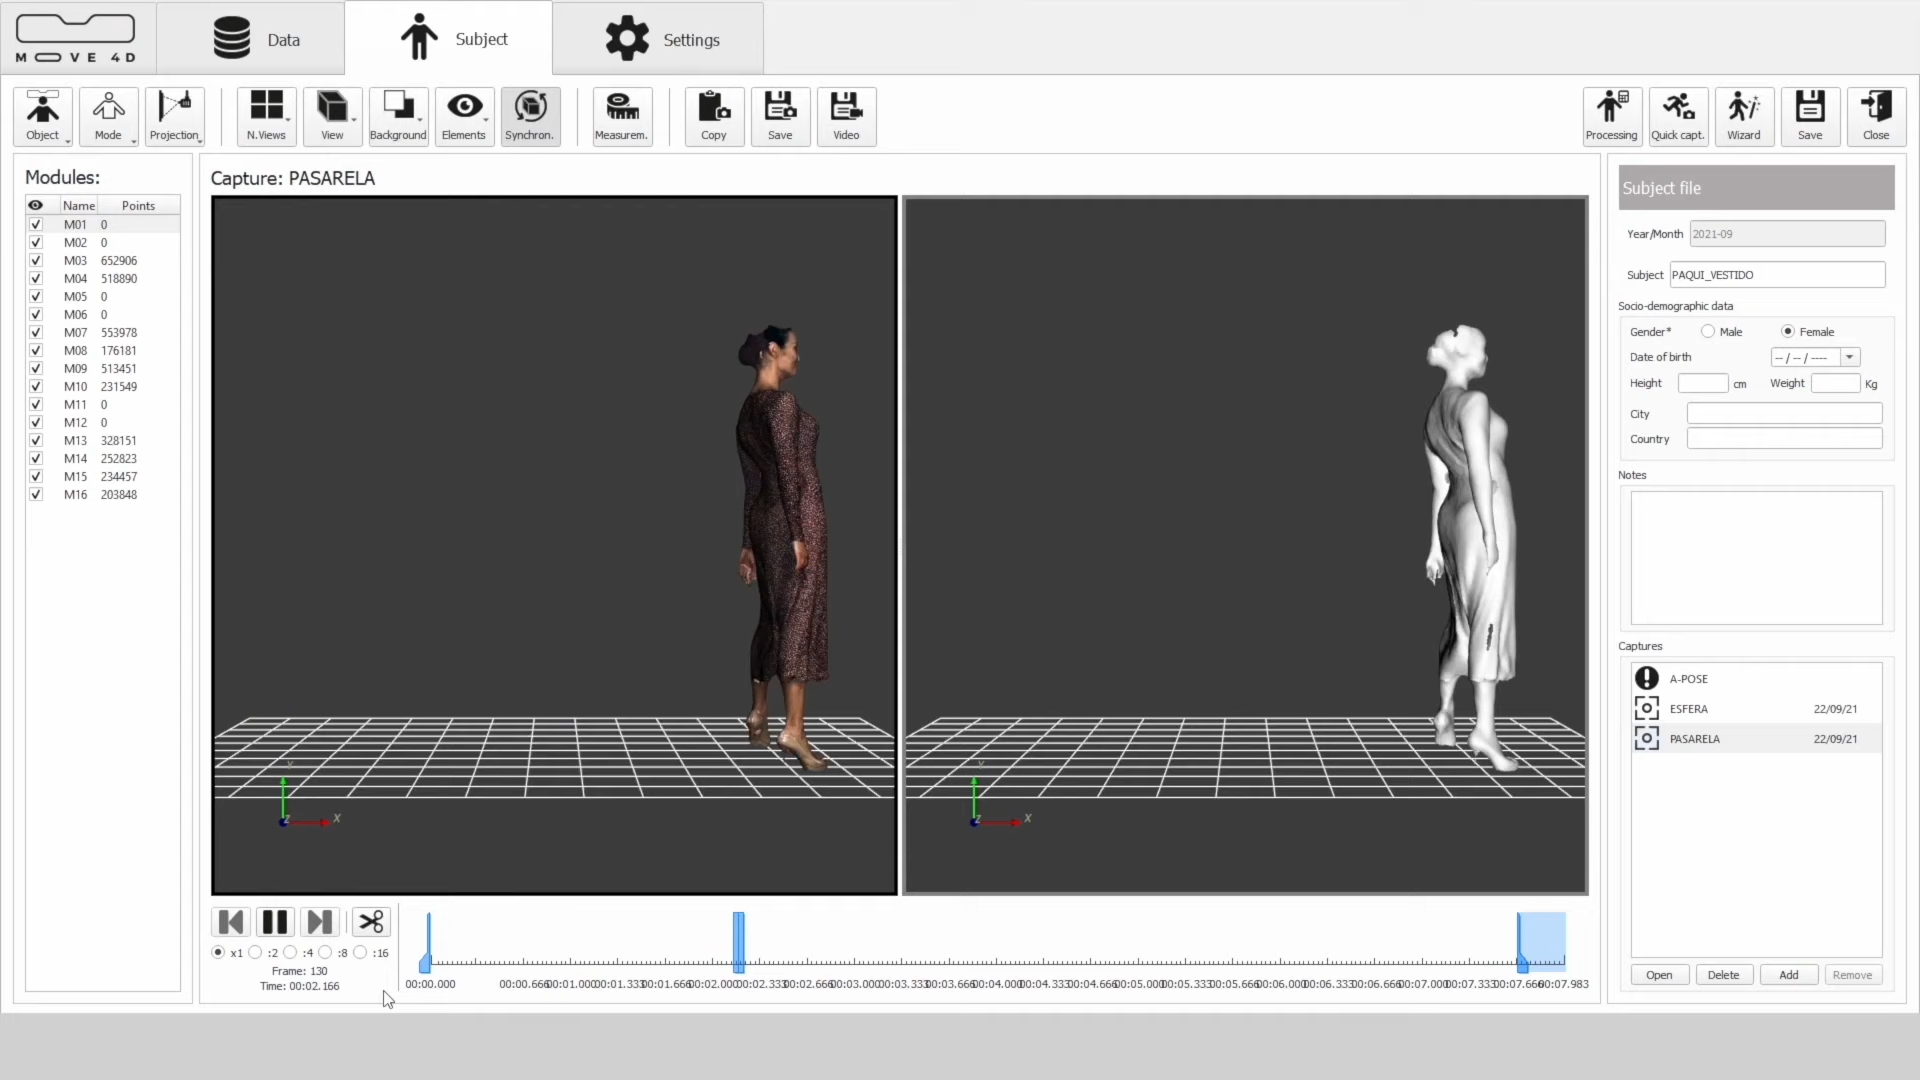 MOVE 4D
Data
Subject
Settings
Object
Mode
Projection
N.Views
View
Background
Elements
Synchron.
Measurem.
Copy
Save
Video
Processing
Quick capt.
Wizard
Save
Close
Modules:
Name Points
M01 0
M02 0
M03 652906
M04 518890
M05 0
M06 0
M07 553978
M08 176181
M09 513451
M10 231549
M11 0
M12 0
M13 328151
M14 252823
M15 234457
M16 203848
Capture: PASARELA
Y
Z
X
Y
Z
X
x1 :2 :4 :8 :16
Frame: 130
Time: 00:02.166
00:00.000 00:00.666 00:01.000 00:01.333 00:01.666 00:02.000 00:02.333 00:02.666 00:03.000 00:03.333 00:03.666 00:04.000 00:04.333 00:04.666 00:05.000 00:05.333 00:05.666 00:06.000 00:06.333 00:06.666 00:07.000 00:07.333 00:07.666 00:07.983
Subject file
Year/Month 2021-09
Subject PAQUI_VESTIDO
Socio-demographic data
Gender* Male Female
Date of birth -- / -- / ----
Height cm Weight Kg
City
Country
Notes
Captures
A-POSE
ESFERA 22/09/21
PASARELA 22/09/21
Open Delete Add Remove